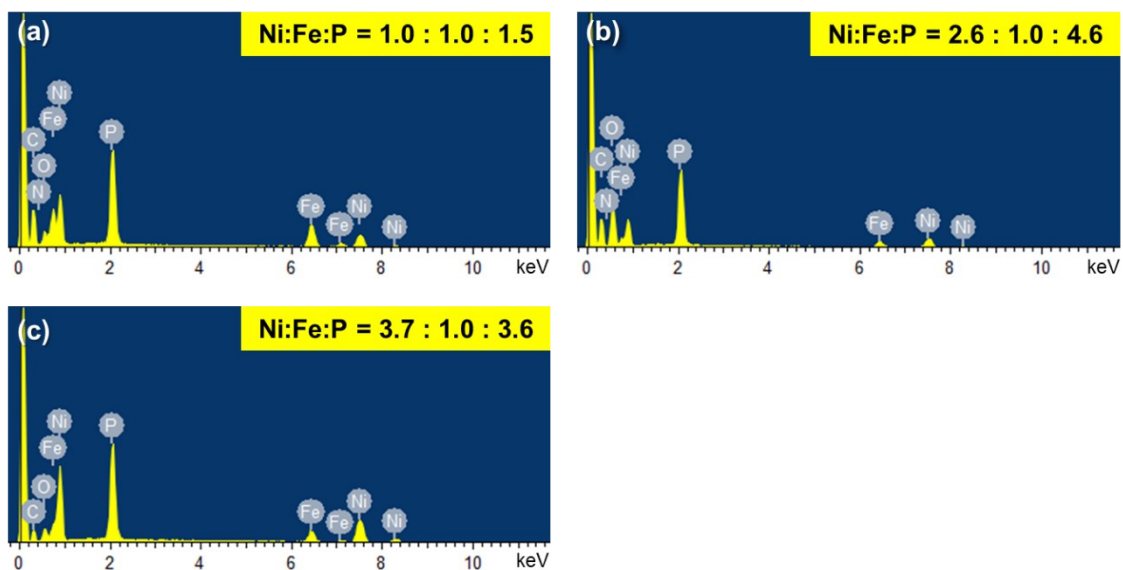 (a)
Ni:Fe:P = 1.0 : 1.0 : 1.5
Ni
Fe
C
O
N
P
Fe
Fe
Ni
Ni
0 2 4 6 8 10 keV
(b)
Ni:Fe:P = 2.6 : 1.0 : 4.6
O
C
Ni
Fe
N
P
Fe
Ni
Ni
0 2 4 6 8 10 keV
(c)
Ni:Fe:P = 3.7 : 1.0 : 3.6
Ni
Fe
O
C
P
Fe
Fe
Ni
Ni
0 2 4 6 8 10 keV